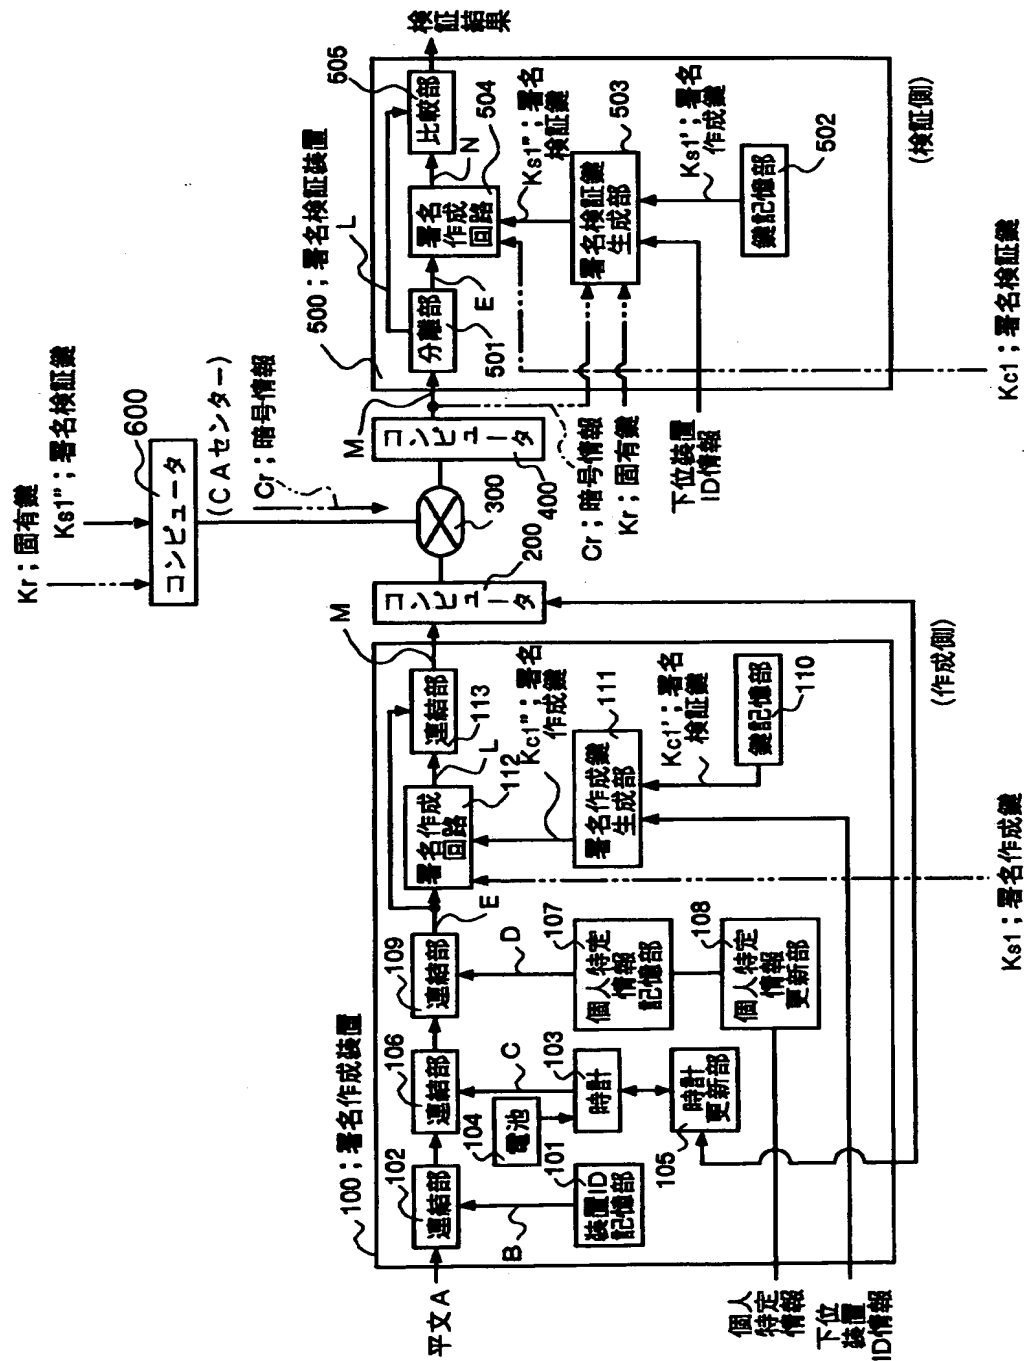 100；署名作成装置
平文A
102
連結部
106
連結部
109
連結部
E
署名作成
回路
112
L
連結部
113
M
B
101
装置ID
記憶部
104
電池
C
103
時計
105
時計
更新部
D
107
個人特定
情報
記憶部
108
個人特定
情報
更新部
Kc1''；署名
作成鍵
署名作成鍵
生成部
111
Kc1'；署名
検証鍵
鍵記憶部
110
個人
特定情報
下位
装置
ID情報
Ks1；署名作成鍵
(作成側)
コンピュータ
200
300
コンピュータ
400
M
Kr；固有鍵
Ks1''；署名検証鍵
コンピュータ
600
(CAセンター)
Cr；暗号情報
500；署名検証装置
L
分離部
501
E
署名
作成
回路
504
N
比較部
505
検証
結果
Ks1''；署名
検証鍵
署名検証鍵
生成部
503
Ks1'；署名
作成鍵
鍵記憶部
502
Cr；暗号情報
Kr；固有鍵
下位装置
ID情報
Kc1；署名検証鍵
(検証側)